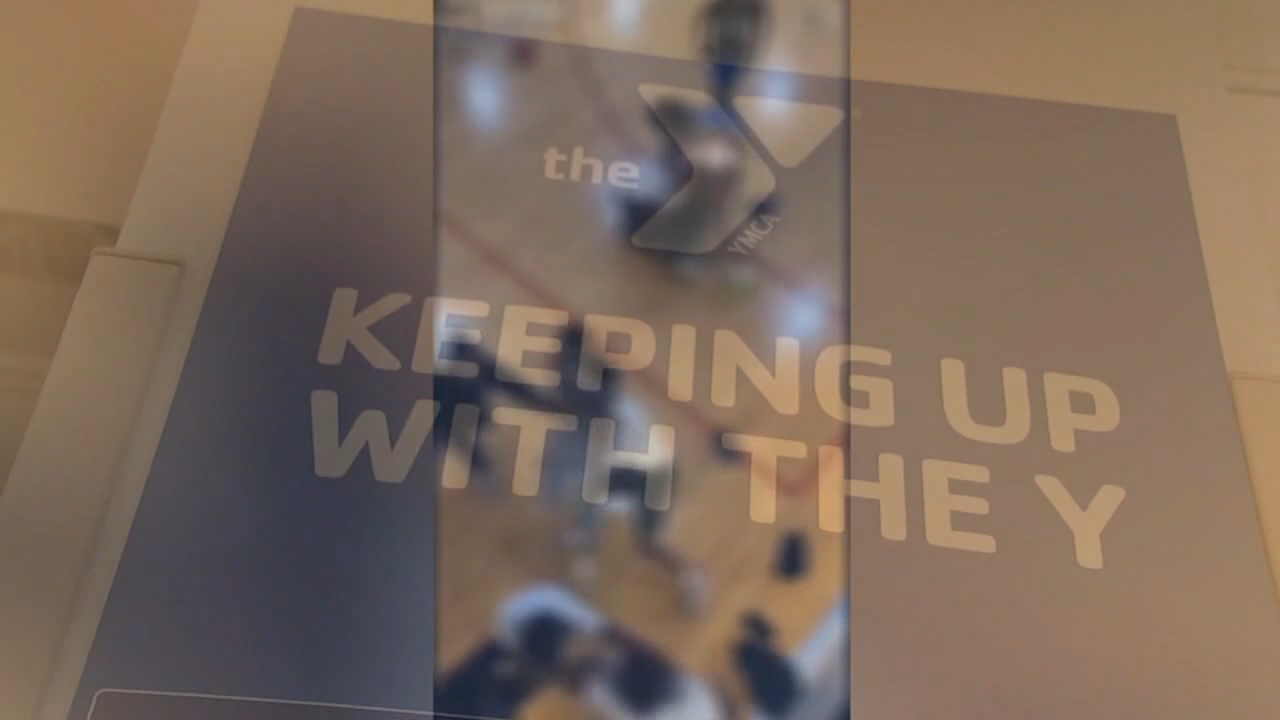 the
YMCA
KEEPING UP
WITH THE Y